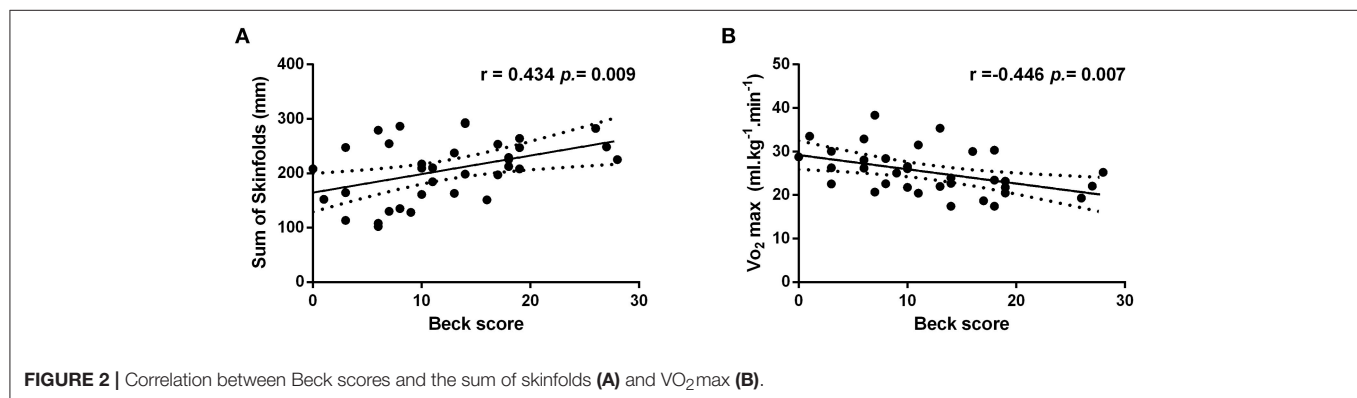 A
400
300
200
100
0
Sum of Skinfolds (mm)
r = 0.434 p.= 0.009
0 10 20 30
Beck score
B
50
40
30
20
10
0
Vo₂ max (ml.kg⁻¹.min⁻¹)
r =-0.446 p.= 0.007
0 10 20 30
Beck score
FIGURE 2 | Correlation between Beck scores and the sum of skinfolds (A) and VO₂max (B).